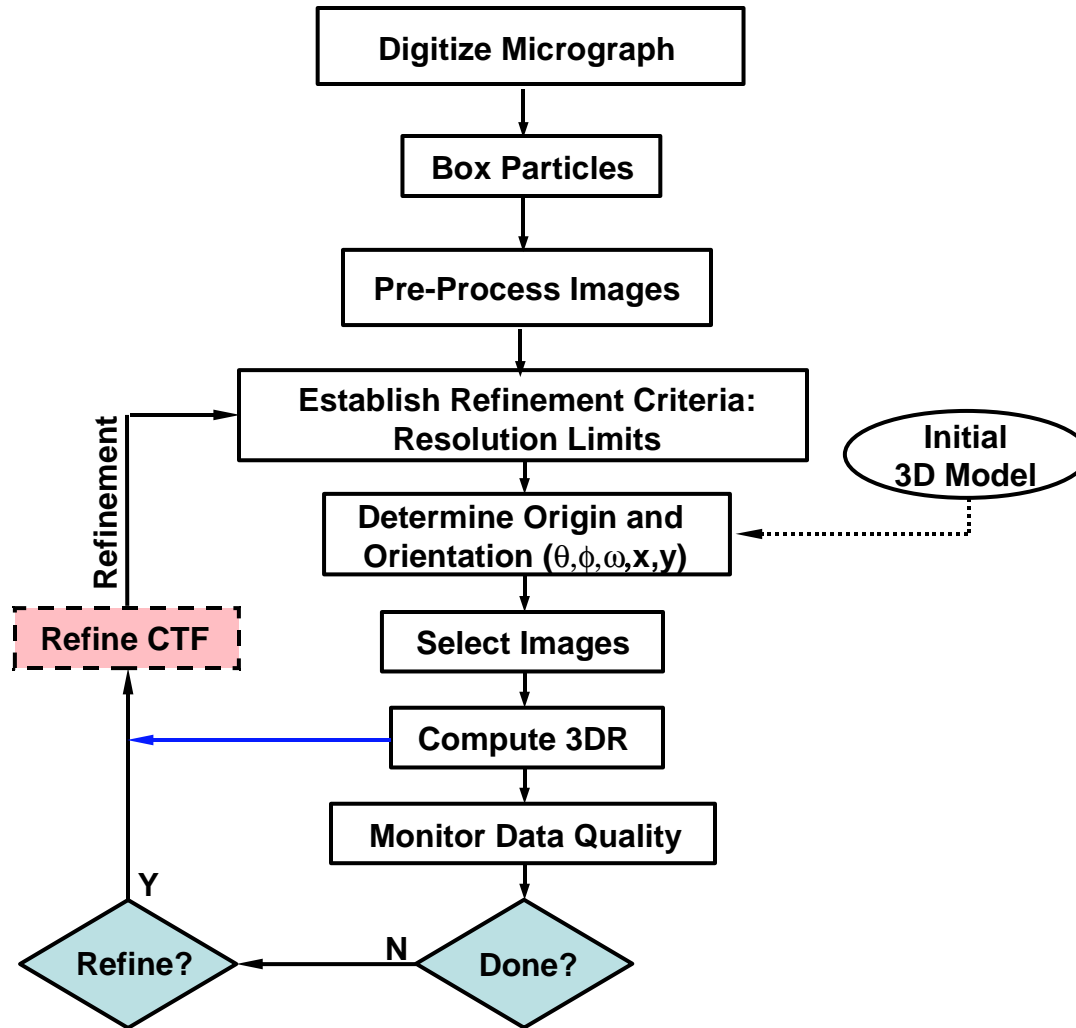 Digitize Micrograph
Box Particles
Pre-Process Images
Establish Refinement Criteria:
Resolution Limits
Initial
3D Model
Determine Origin and
Orientation (θ,ϕ,ω,x,y)
Refinement
Refine CTF
Select Images
Compute 3DR
Monitor Data Quality
Y
N
Refine?
Done?